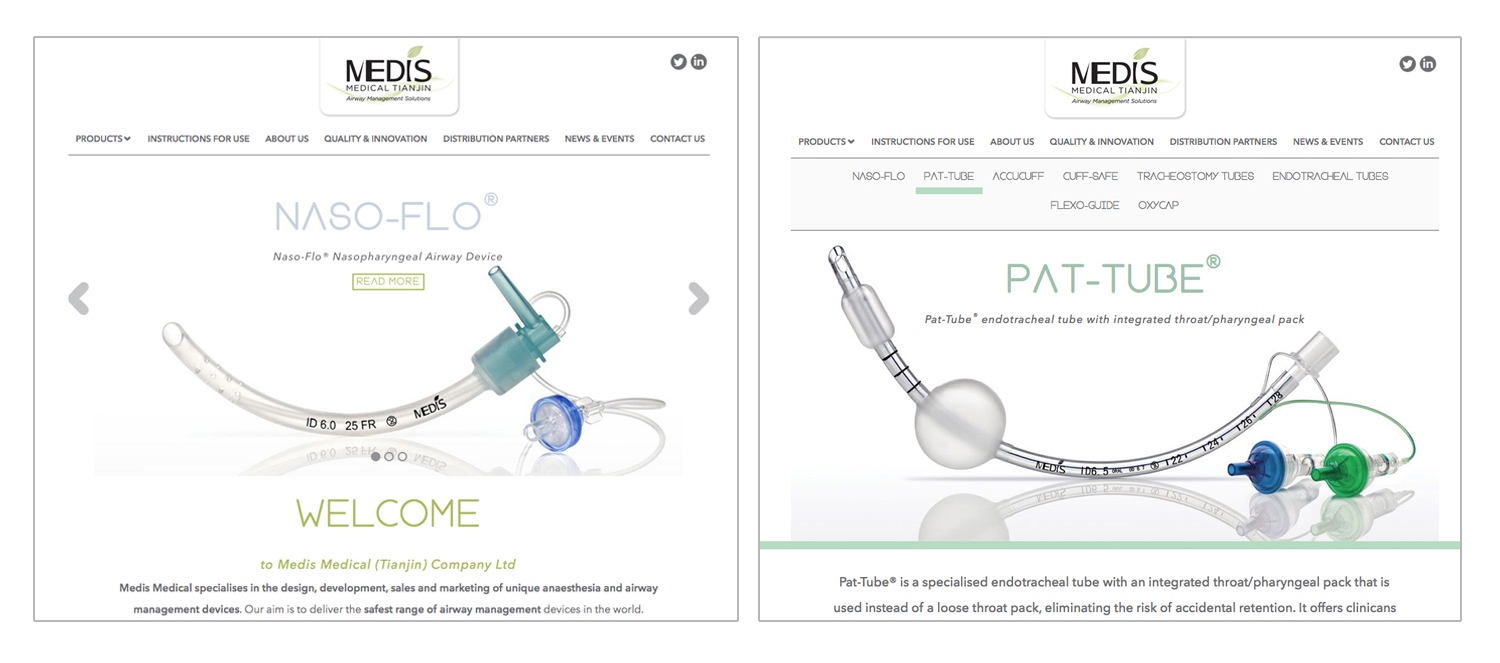 MEDIS
MEDICAL TIANJIN
Airway Management Solutions
PRODUCTS INSTRUCTIONS FOR USE ABOUT US QUALITY & INNOVATION DISTRIBUTION PARTNERS NEWS & EVENTS CONTACT US
NASO-FLO®
Naso-Flo® Nasopharyngeal Airway Device
READ MORE
ID 6.0 25 FR MEDIS
WELCOME
to Medis Medical (Tianjin) Company Ltd
Medis Medical specialises in the design, development, sales and marketing of unique anaesthesia and airway
management devices. Our aim is to deliver the safest range of airway management devices in the world.
MEDIS
MEDICAL TIANJIN
Airway Management Solutions
PRODUCTS INSTRUCTIONS FOR USE ABOUT US QUALITY & INNOVATION DISTRIBUTION PARTNERS NEWS & EVENTS CONTACT US
NASO-FLO PAT-TUBE ACCUCUFF CUFF-SAFE TRACHEOSTOMY TUBES ENDOTRACHEAL TUBES
FLEXO-GUIDE OXYCAP
PAT-TUBE®
Pat-Tube® endotracheal tube with integrated throat/pharyngeal pack
MEDIS ID6.5 22 24 26 28
Pat-Tube® is a specialised endotracheal tube with an integrated throat/pharyngeal pack that is
used instead of a loose throat pack, eliminating the risk of accidental retention. It offers clinicians